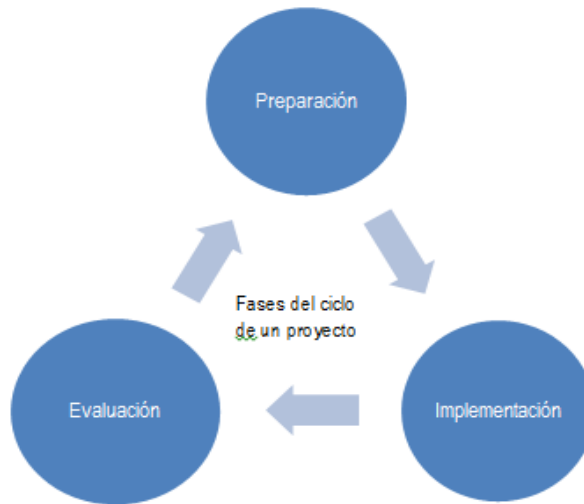 Preparación
Fases del ciclo
de un proyecto
Evaluación
Implementación